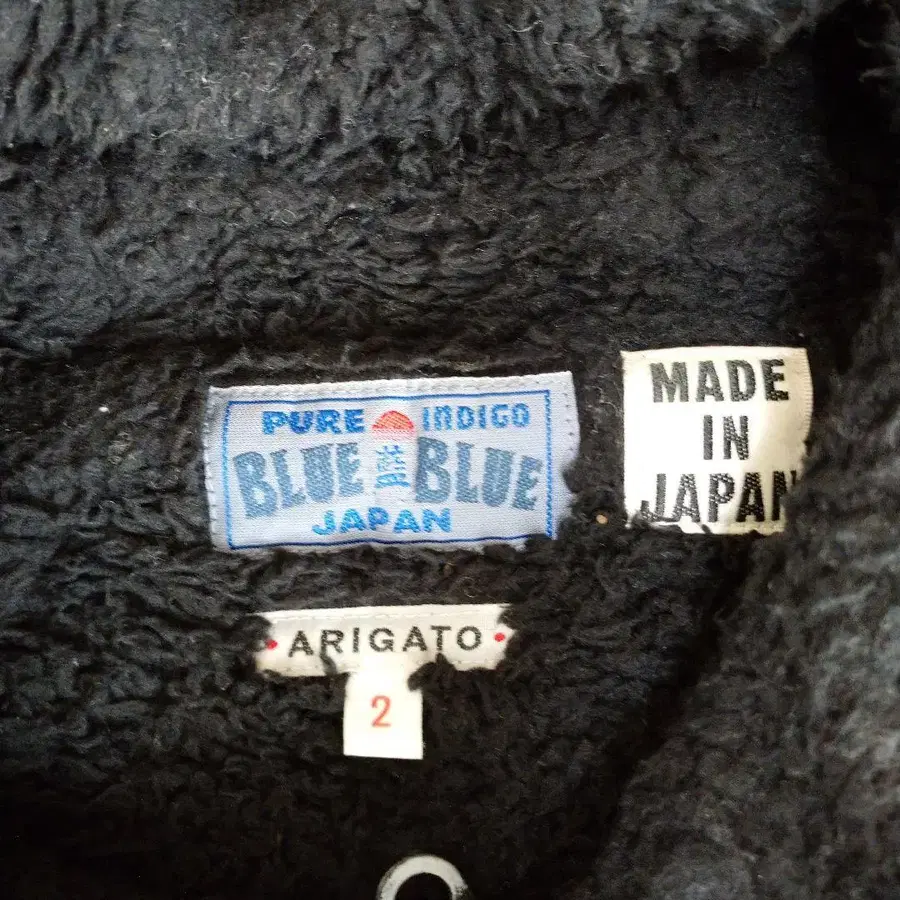 PURE INDIGO
BLUE BLUE
JAPAN
MADE
IN
JAPAN
• ARIGATO •
2